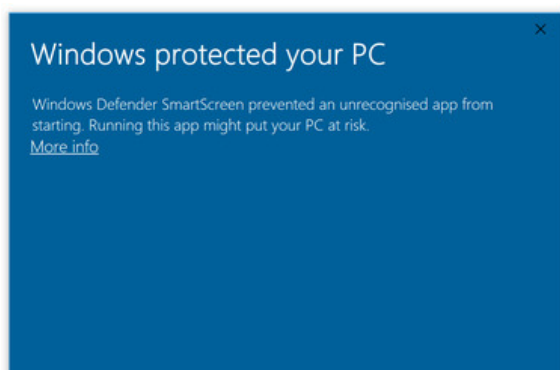 Windows protected your PC
Windows Defender SmartScreen prevented an unrecognised app from
starting. Running this app might put your PC at risk.
More info